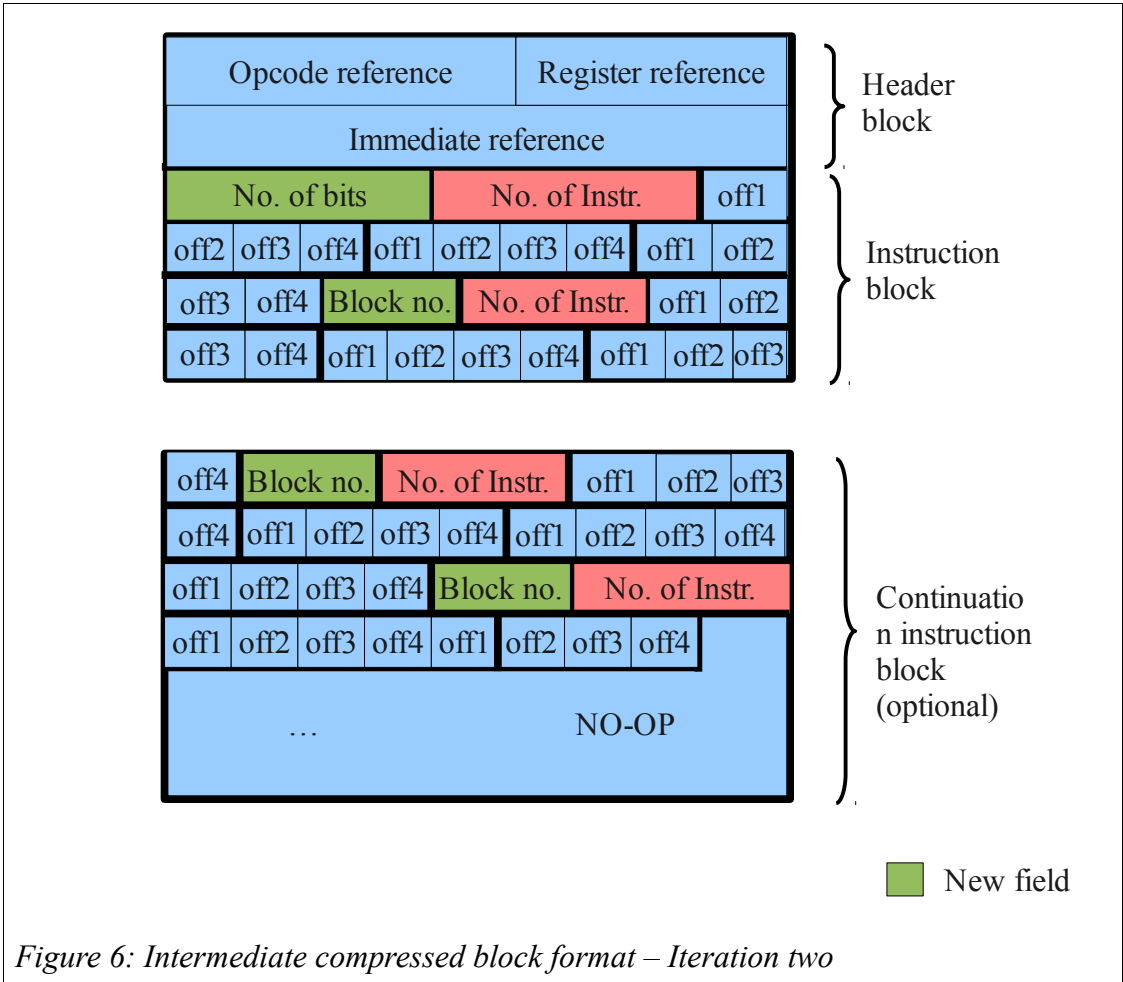 Opcode reference Register reference
Immediate reference
Header
block
No. of bits No. of Instr. off1
off2 off3 off4 off1 off2 off3 off4 off1 off2
off3 off4 Block no. No. of Instr. off1 off2
off3 off4 off1 off2 off3 off4 off1 off2 off3
Instruction
block
off4 Block no. No. of Instr. off1 off2 off3
off4 off1 off2 off3 off4 off1 off2 off3 off4
off1 off2 off3 off4 Block no. No. of Instr.
off1 off2 off3 off4 off1 off2 off3 off4
… NO-OP
Continuatio
n instruction
block
(optional)
New field
Figure 6: Intermediate compressed block format – Iteration two